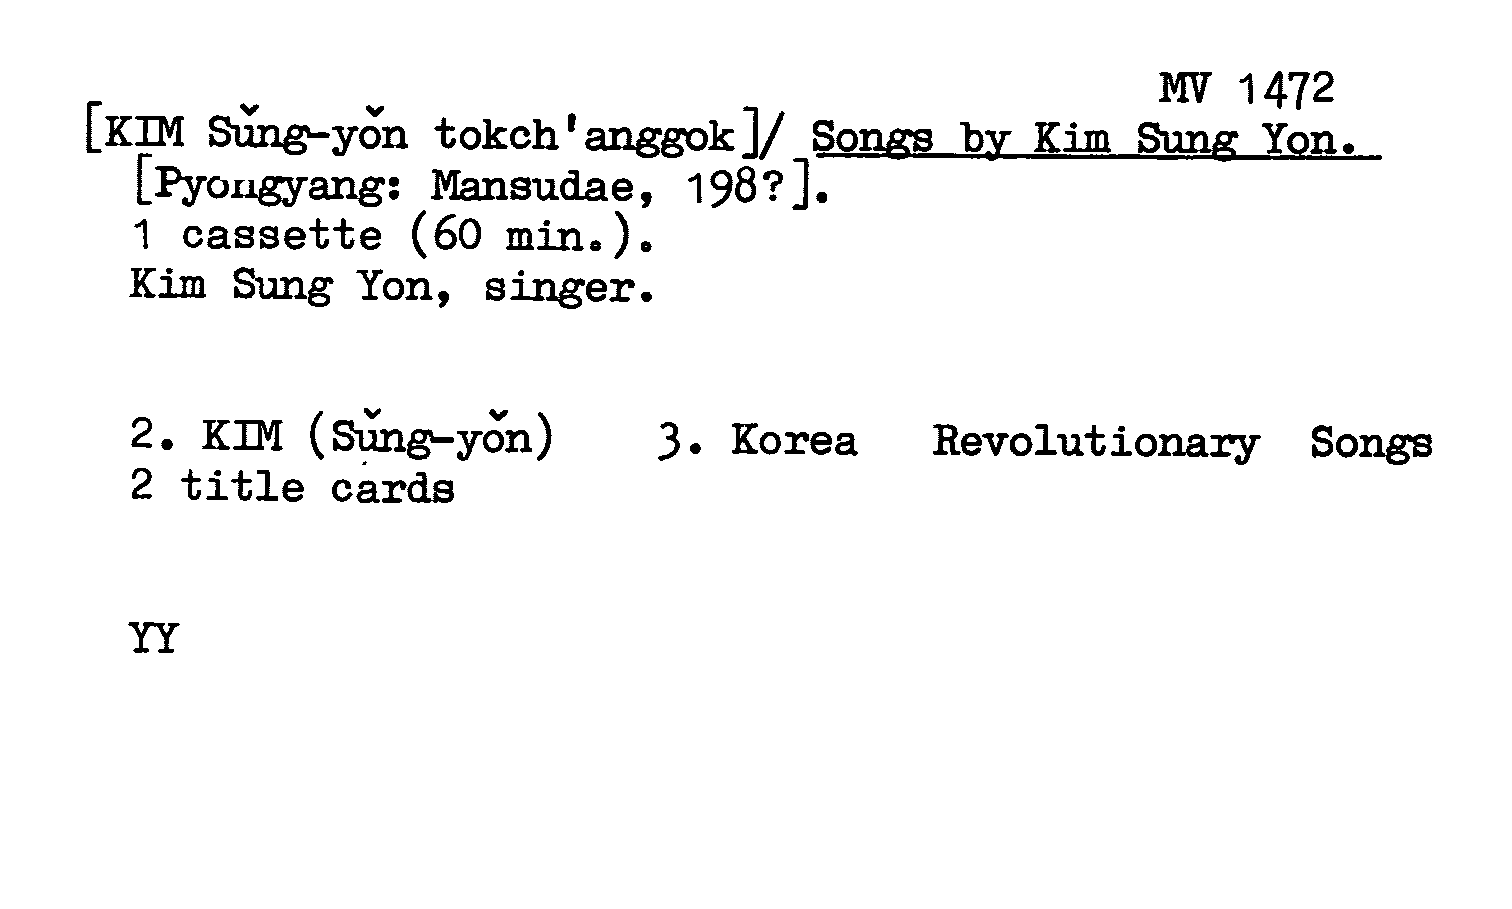 MV 1472
[KIM Sŭng-yŏn tokch'anggok]/ Songs by Kim Sung Yon.
[Pyongyang: Mansudae, 198?].
1 cassette (60 min.).
Kim Sung Yon, singer.
2. KIM (Sŭng-yŏn) 3. Korea Revolutionary Songs
2 title cards
YY